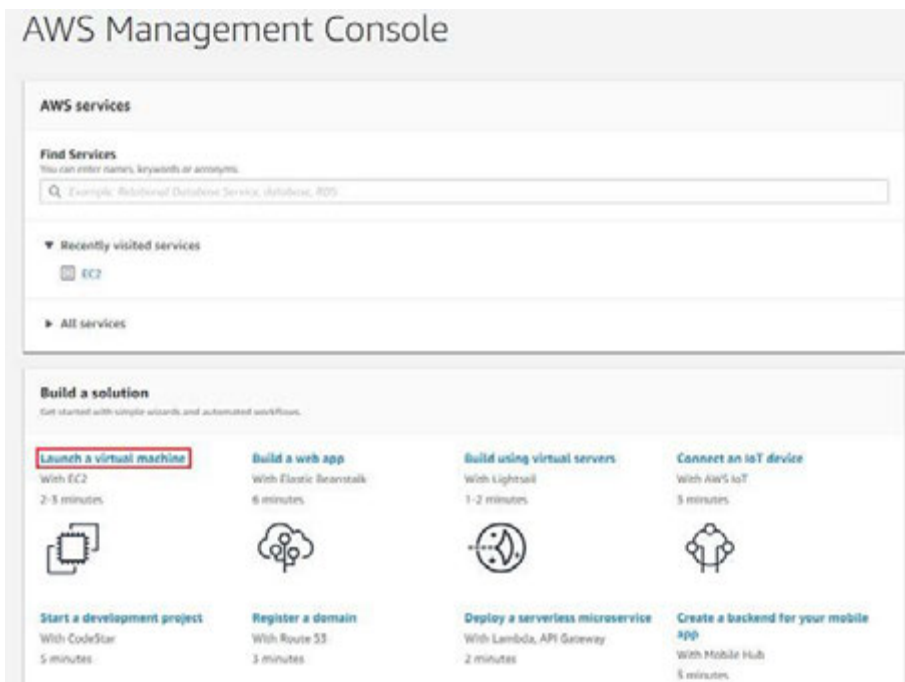 AWS Management Console
AWS services
Find Services
You can enter names, keywords or acronyms.
Example: Relational Database Service, database, RDS
Recently visited services
EC2
All services
Build a solution
Get started with simple wizards and automated workflows.
Launch a virtual machine
With EC2
2-3 minutes
Build a web app
With Elastic Beanstalk
6 minutes
Build using virtual servers
With Lightsail
1-2 minutes
Connect an IoT device
With AWS IoT
5 minutes
Start a development project
With CodeStar
5 minutes
Register a domain
With Route 53
3 minutes
Deploy a serverless microservice
With Lambda, API Gateway
2 minutes
Create a backend for your mobile
app
With Mobile Hub
5 minutes